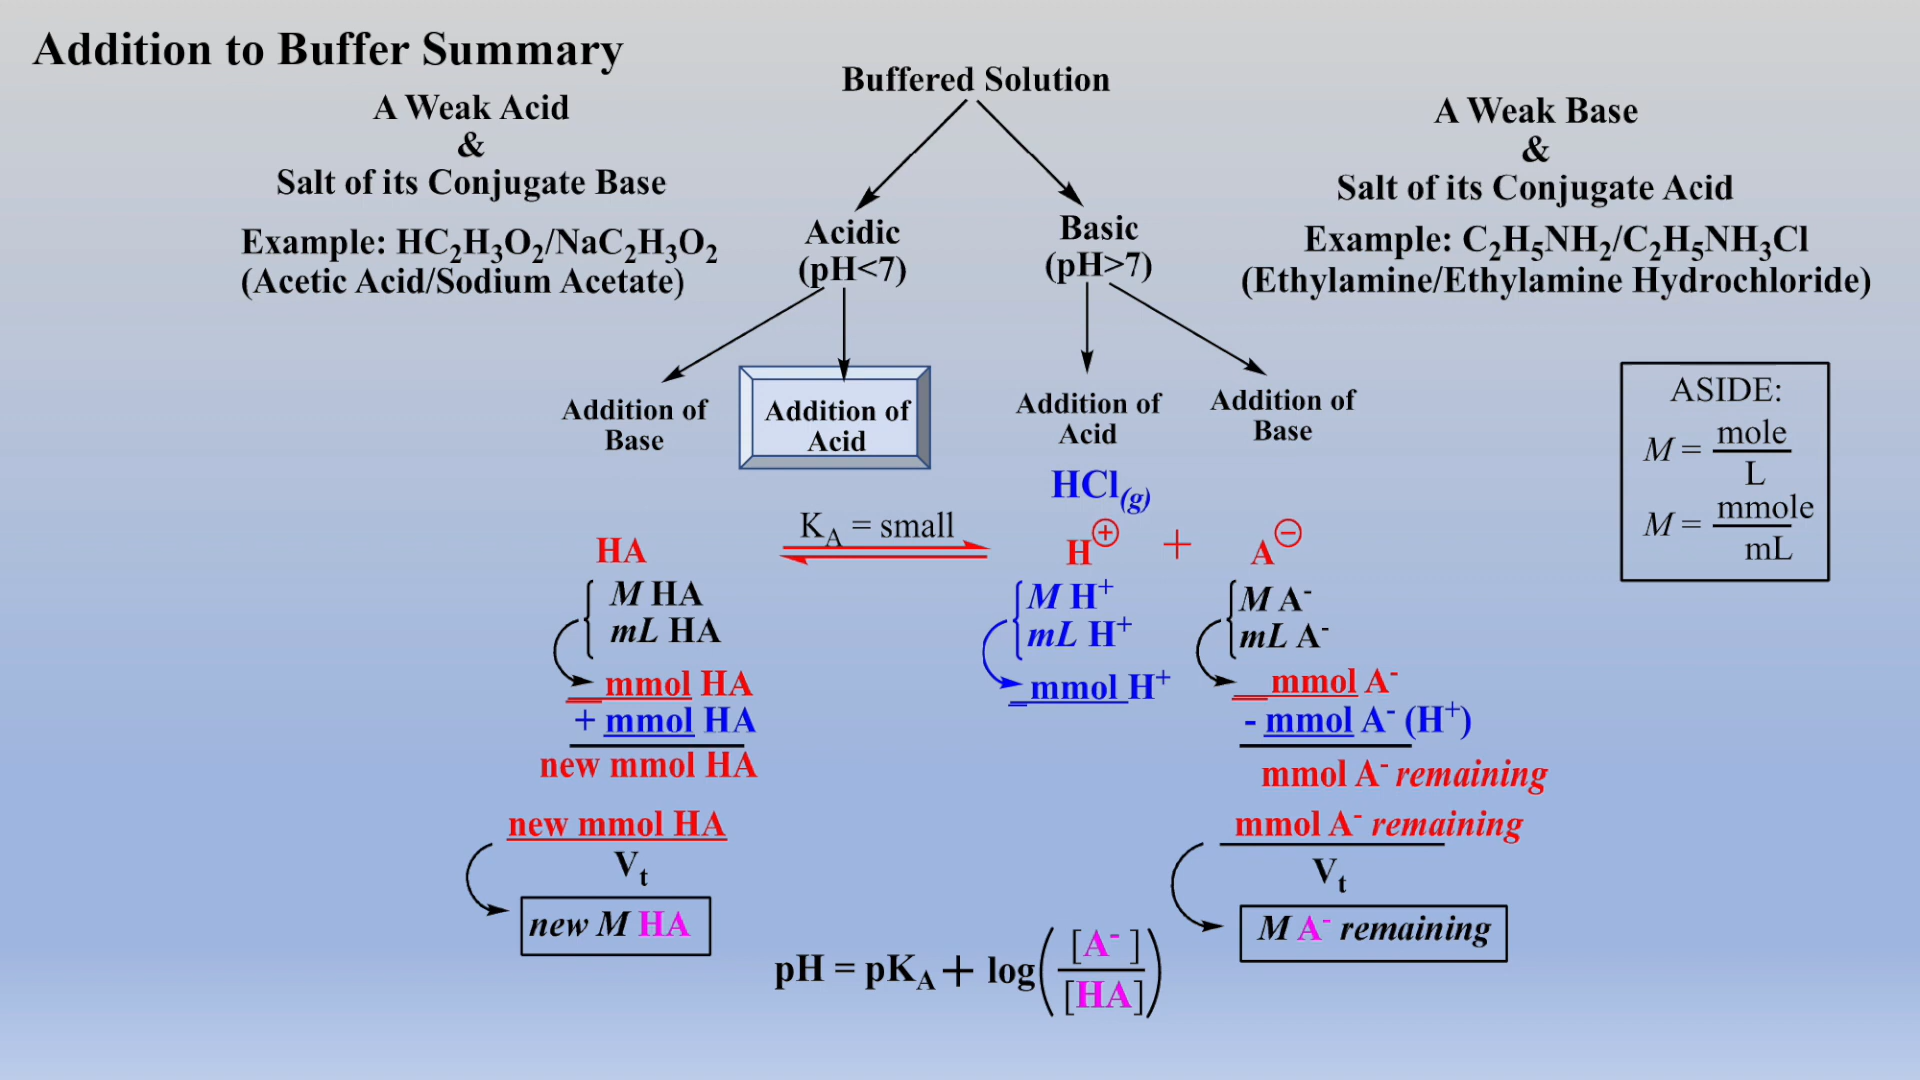 Addition to Buffer Summary
Buffered Solution
A Weak Acid
&
Salt of its Conjugate Base
Example: HC₂H₃O₂/NaC₂H₃O₂
(Acetic Acid/Sodium Acetate)
Acidic
(pH<7)
Basic
(pH>7)
A Weak Base
&
Salt of its Conjugate Acid
Example: C₂H₅NH₂/C₂H₅NH₃Cl
(Ethylamine/Ethylamine Hydrochloride)
Addition of
Base
Addition of
Acid
Addition of
Acid
Addition of
Base
ASIDE:
M = mole/L
M = mmole/mL
HCl(g)
HA K_A = small H⊕ + A⊖
M HA
mL HA
mmol HA
+ mmol HA
new mmol HA
new mmol HA
Vₜ
new M HA
M H⁺
mL H⁺
mmol H⁺
M A⁻
mL A⁻
mmol A⁻
- mmol A⁻ (H⁺)
mmol A⁻ remaining
mmol A⁻ remaining
Vₜ
M A⁻ remaining
pH = pK_A + log([A⁻]/[HA])